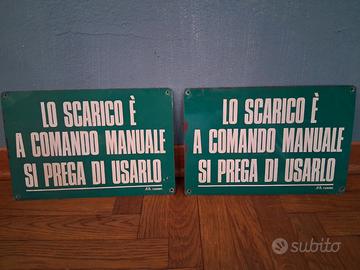 LO SCARICO È
A COMANDO MANUALE
SI PREGA DI USARLO
LO SCARICO È
A COMANDO MANUALE
SI PREGA DI USARLO
subito